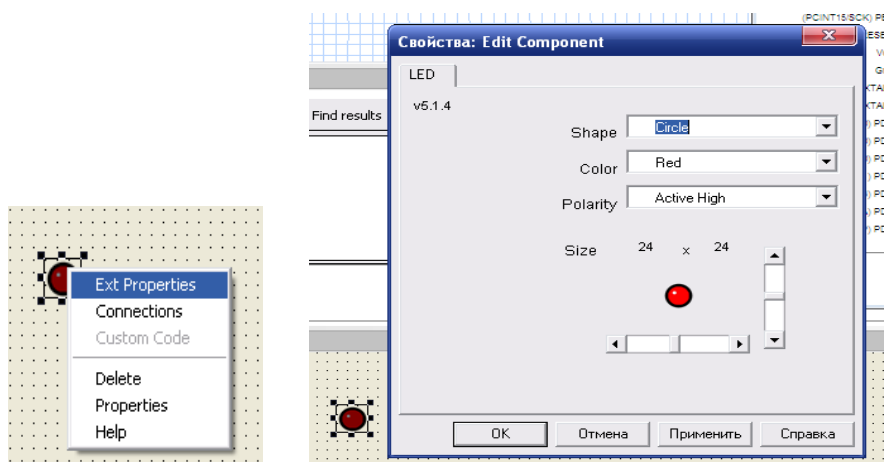 Ext Properties
Connections
Custom Code
Delete
Properties
Help
(PCINT15/SCK) PB
Свойства: Edit Component
LED
v5.1.4
Find results
Shape Circle
Color Red
Polarity Active High
Size 24 x 24
OK Отмена Применить Справка